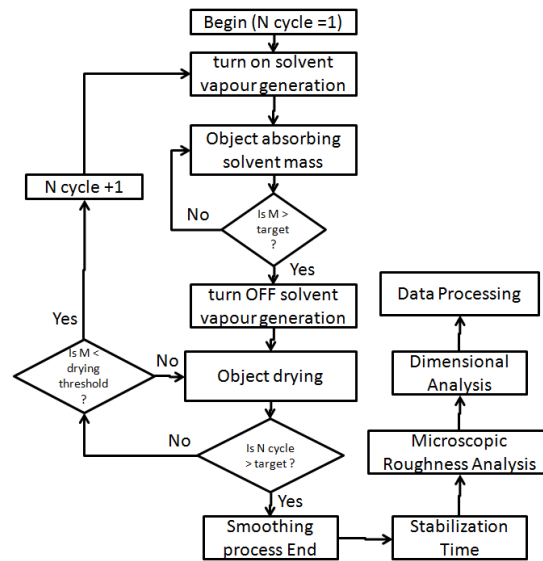 Begin (N cycle =1)
turn on solvent
vapour generation
Object absorbing
solvent mass
N cycle +1
No
Is M >
target
?
Yes
turn OFF solvent
vapour generation
Data Processing
Yes
Is M <
drying
threshold
?
No
Object drying
Dimensional
Analysis
No
Is N cycle
> target ?
Microscopic
Roughness Analysis
Yes
Smoothing
process End
Stabilization
Time